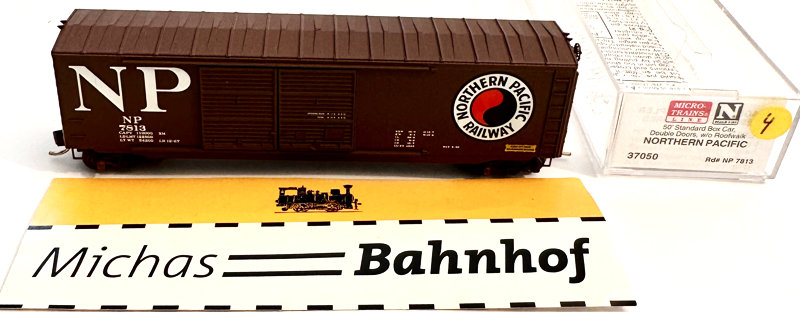 NP
NP
7813
NORTHERN PACIFIC
RAILWAY
MICRO-
TRAINS
LINE
N
50' Standard Box Car,
Double Doors, w/o Roofwalk
NORTHERN PACIFIC
37050
Rd# NP 7813
4
Michas Bahnhof